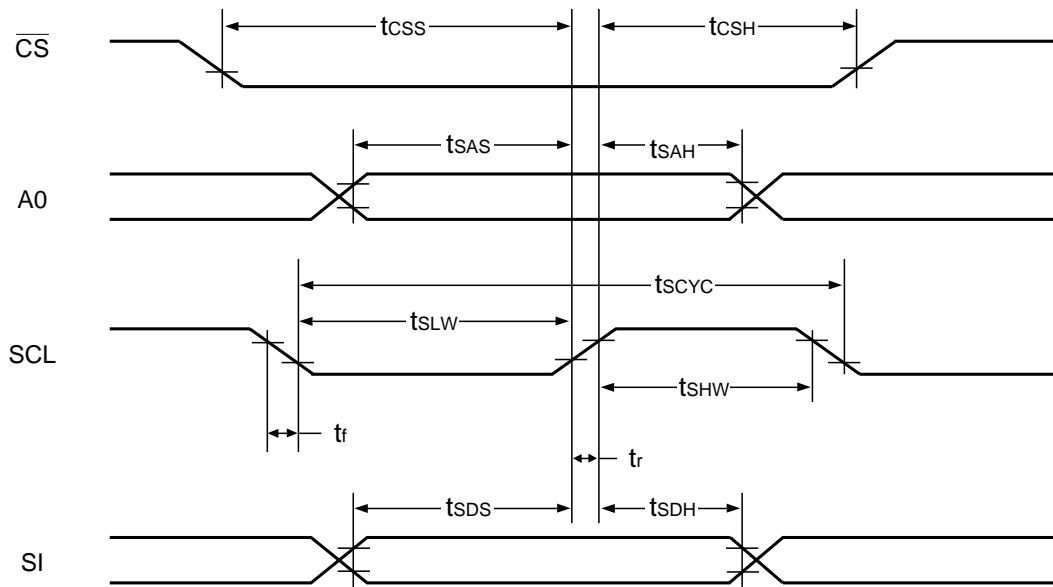 tCSS
tCSH
CS
tSAS
tSAH
A0
tSCYC
tSLW
SCL
tSHW
tf
tr
tSDS
tSDH
SI